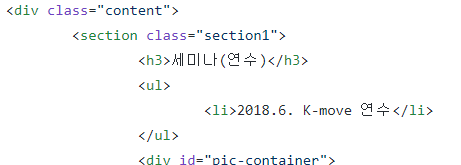 <div class="content">
<section class="section1">
<h3>세미나(연수)</h3>
<ul>
<li>2018.6. K-move 연수</li>
</ul>
<div id="pic-container">